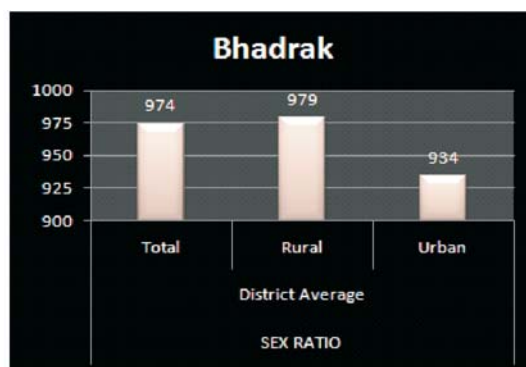 Bhadrak
1000
975
950
925
900
974
979
934
Total Rural Urban
District Average
SEX RATIO